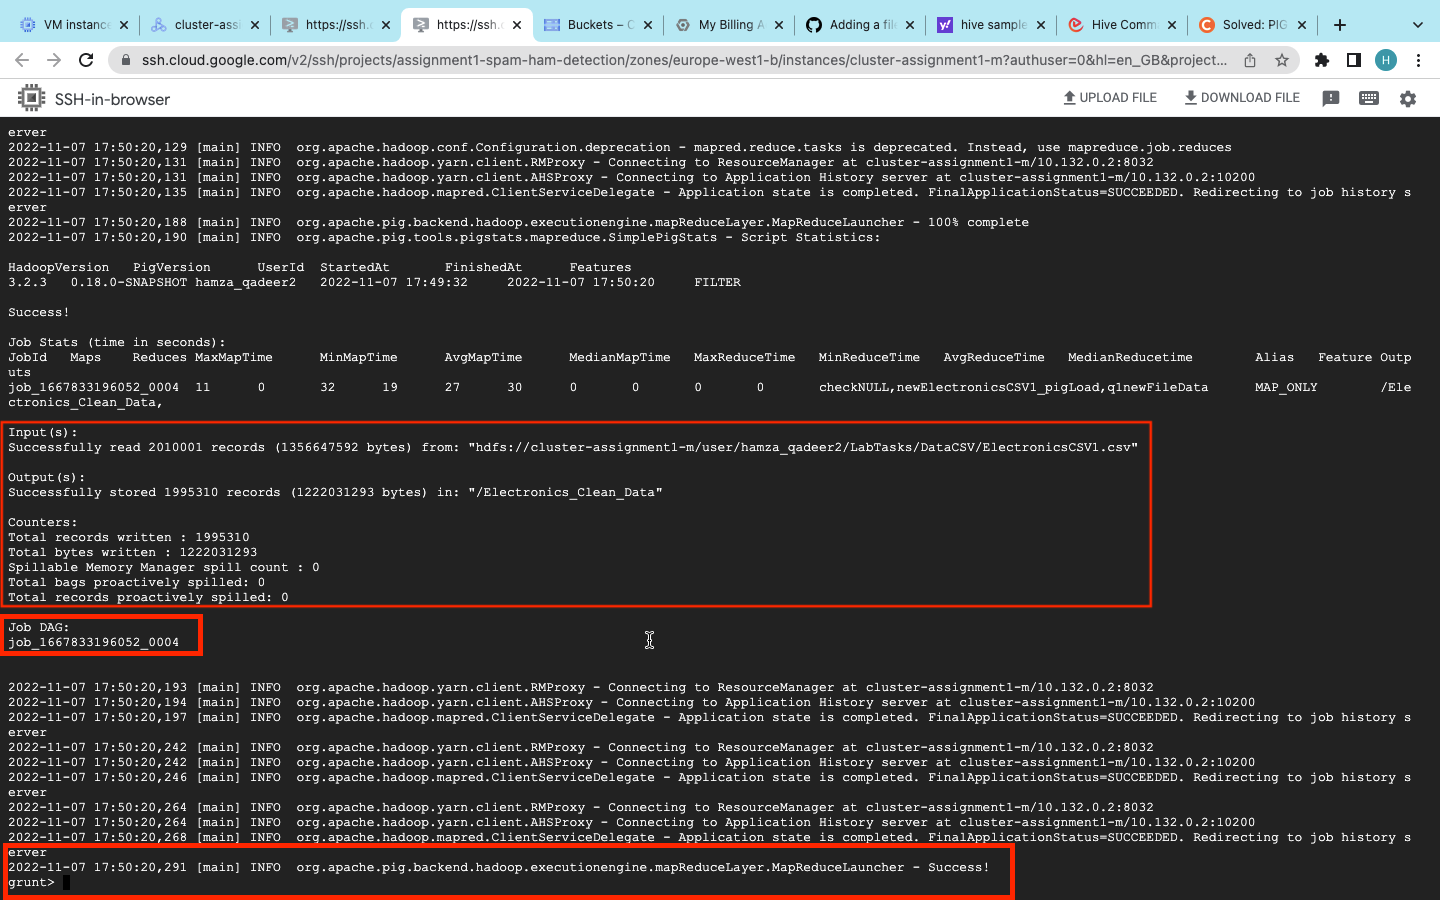 VM instance
cluster-assi
https://ssh.c
https://ssh.c
Buckets – C
My Billing A
Adding a file
hive sample
Hive Comm
Solved: PIG
ssh.cloud.google.com/v2/ssh/projects/assignment1-spam-ham-detection/zones/europe-west1-b/instances/cluster-assignment1-m?authuser=0&hl=en_GB&project...
H
SSH-in-browser
UPLOAD FILE
DOWNLOAD FILE
erver
2022-11-07 17:50:20,129 [main] INFO  org.apache.hadoop.conf.Configuration.deprecation - mapred.reduce.tasks is deprecated. Instead, use mapreduce.job.reduces
2022-11-07 17:50:20,131 [main] INFO  org.apache.hadoop.yarn.client.RMProxy - Connecting to ResourceManager at cluster-assignment1-m/10.132.0.2:8032
2022-11-07 17:50:20,131 [main] INFO  org.apache.hadoop.yarn.client.AHSProxy - Connecting to Application History server at cluster-assignment1-m/10.132.0.2:10200
2022-11-07 17:50:20,135 [main] INFO  org.apache.hadoop.mapred.ClientServiceDelegate - Application state is completed. FinalApplicationStatus=SUCCEEDED. Redirecting to job history s
erver
2022-11-07 17:50:20,188 [main] INFO  org.apache.pig.backend.hadoop.executionengine.mapReduceLayer.MapReduceLauncher - 100% complete
2022-11-07 17:50:20,190 [main] INFO  org.apache.pig.tools.pigstats.mapreduce.SimplePigStats - Script Statistics:
HadoopVersion   PigVersion      UserId  StartedAt       FinishedAt      Features
3.2.3   0.18.0-SNAPSHOT hamza_qadeer2   2022-11-07 17:49:32     2022-11-07 17:50:20     FILTER
Success!
Job Stats (time in seconds):
JobId   Maps    Reduces MaxMapTime      MinMapTime      AvgMapTime      MedianMapTime   MaxReduceTime   MinReduceTime   AvgReduceTime   MedianReducetime        Alias   Feature Outp
uts
job_1667833196052_0004  11      0       32      19      27      30      0       0       0       0       checkNULL,newElectronicsCSV1_pigLoad,q1newFileData      MAP_ONLY        /Ele
ctronics_Clean_Data,
Input(s):
Successfully read 2010001 records (1356647592 bytes) from: "hdfs://cluster-assignment1-m/user/hamza_qadeer2/LabTasks/DataCSV/ElectronicsCSV1.csv"
Output(s):
Successfully stored 1995310 records (1222031293 bytes) in: "/Electronics_Clean_Data"
Counters:
Total records written : 1995310
Total bytes written : 1222031293
Spillable Memory Manager spill count : 0
Total bags proactively spilled: 0
Total records proactively spilled: 0
Job DAG:
job_1667833196052_0004
2022-11-07 17:50:20,193 [main] INFO  org.apache.hadoop.yarn.client.RMProxy - Connecting to ResourceManager at cluster-assignment1-m/10.132.0.2:8032
2022-11-07 17:50:20,194 [main] INFO  org.apache.hadoop.yarn.client.AHSProxy - Connecting to Application History server at cluster-assignment1-m/10.132.0.2:10200
2022-11-07 17:50:20,197 [main] INFO  org.apache.hadoop.mapred.ClientServiceDelegate - Application state is completed. FinalApplicationStatus=SUCCEEDED. Redirecting to job history s
erver
2022-11-07 17:50:20,242 [main] INFO  org.apache.hadoop.yarn.client.RMProxy - Connecting to ResourceManager at cluster-assignment1-m/10.132.0.2:8032
2022-11-07 17:50:20,242 [main] INFO  org.apache.hadoop.yarn.client.AHSProxy - Connecting to Application History server at cluster-assignment1-m/10.132.0.2:10200
2022-11-07 17:50:20,246 [main] INFO  org.apache.hadoop.mapred.ClientServiceDelegate - Application state is completed. FinalApplicationStatus=SUCCEEDED. Redirecting to job history s
erver
2022-11-07 17:50:20,264 [main] INFO  org.apache.hadoop.yarn.client.RMProxy - Connecting to ResourceManager at cluster-assignment1-m/10.132.0.2:8032
2022-11-07 17:50:20,264 [main] INFO  org.apache.hadoop.yarn.client.AHSProxy - Connecting to Application History server at cluster-assignment1-m/10.132.0.2:10200
2022-11-07 17:50:20,268 [main] INFO  org.apache.hadoop.mapred.ClientServiceDelegate - Application state is completed. FinalApplicationStatus=SUCCEEDED. Redirecting to job history s
erver
2022-11-07 17:50:20,291 [main] INFO  org.apache.pig.backend.hadoop.executionengine.mapReduceLayer.MapReduceLauncher - Success!
grunt>